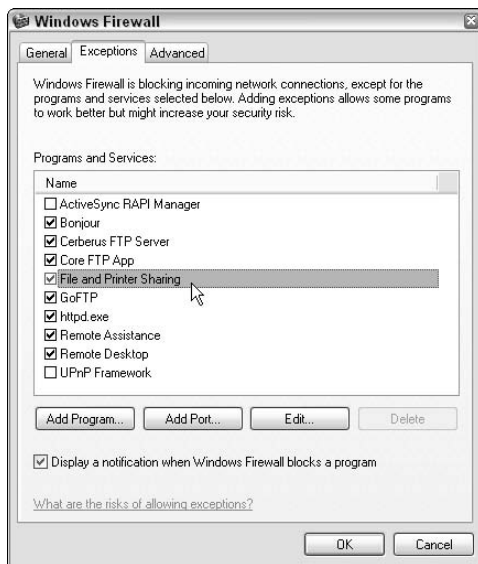 Windows Firewall
General
Exceptions
Advanced
Windows Firewall is blocking incoming network connections, except for the
programs and services selected below. Adding exceptions allows some programs
to work better but might increase your security risk.
Programs and Services:
Name
ActiveSync RAPI Manager
Bonjour
Cerberus FTP Server
Core FTP App
File and Printer Sharing
GoFTP
httpd.exe
Remote Assistance
Remote Desktop
UPnP Framework
Add Program...
Add Port...
Edit...
Delete
Display a notification when Windows Firewall blocks a program
What are the risks of allowing exceptions?
OK
Cancel